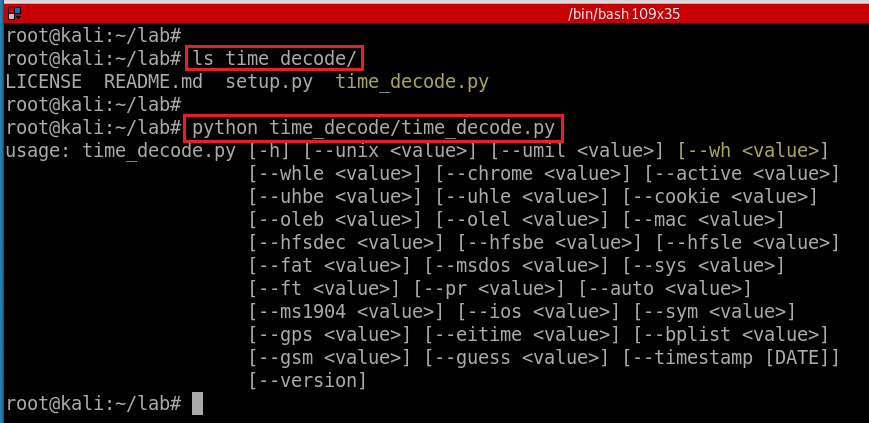 /bin/bash 109x35
root@kali:~/lab#
root@kali:~/lab# ls time_decode/
LICENSE  README.md  setup.py  time_decode.py
root@kali:~/lab#
root@kali:~/lab# python time_decode/time_decode.py
usage: time_decode.py [-h] [--unix <value>] [--umil <value>] [--wh <value>]
                      [--whle <value>] [--chrome <value>] [--active <value>]
                      [--uhbe <value>] [--uhle <value>] [--cookie <value>]
                      [--oleb <value>] [--olel <value>] [--mac <value>]
                      [--hfsdec <value>] [--hfsbe <value>] [--hfsle <value>]
                      [--fat <value>] [--msdos <value>] [--sys <value>]
                      [--ft <value>] [--pr <value>] [--auto <value>]
                      [--ms1904 <value>] [--ios <value>] [--sym <value>]
                      [--gps <value>] [--eitime <value>] [--bplist <value>]
                      [--gsm <value>] [--guess <value>] [--timestamp [DATE]]
                      [--version]
root@kali:~/lab#